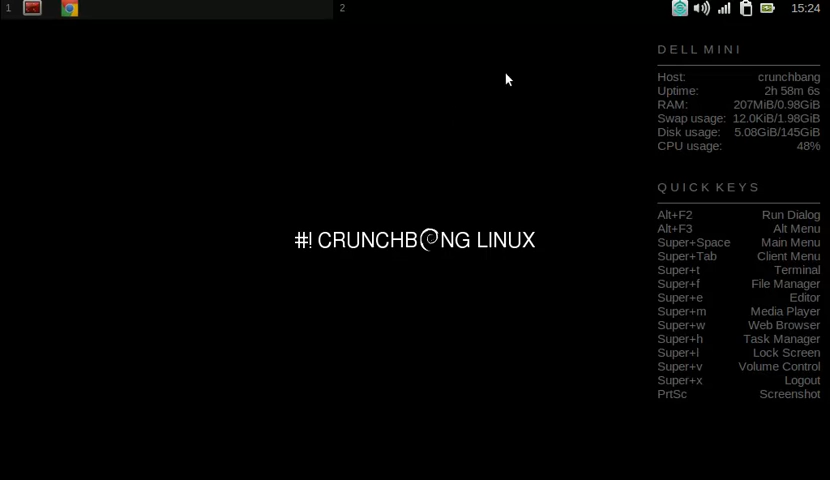 1 2 15:24
DELL MINI
Host: crunchbang
Uptime: 2h 58m 6s
RAM: 207MiB/0.98GiB
Swap usage: 12.0KiB/1.98GiB
Disk usage: 5.08GiB/145GiB
CPU usage: 48%
QUICK KEYS
Alt+F2 Run Dialog
Alt+F3 Alt Menu
Super+Space Main Menu
#! CRUNCHBANG LINUX
Super+Tab Client Menu
Super+t Terminal
Super+f File Manager
Super+e Editor
Super+m Media Player
Super+w Web Browser
Super+h Task Manager
Super+l Lock Screen
Super+v Volume Control
Super+x Logout
PrtSc Screenshot